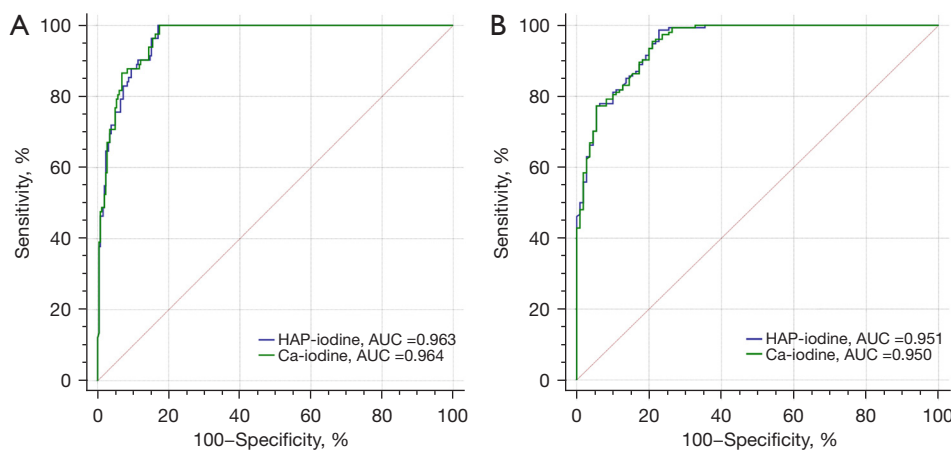 A
100
80
60
40
20
0
Sensitivity, %
HAP-iodine, AUC =0.963
Ca-iodine, AUC =0.964
0 20 40 60 80 100
100–Specificity, %
B
100
80
60
40
20
0
Sensitivity, %
HAP-iodine, AUC =0.951
Ca-iodine, AUC =0.950
0 20 40 60 80 100
100–Specificity, %